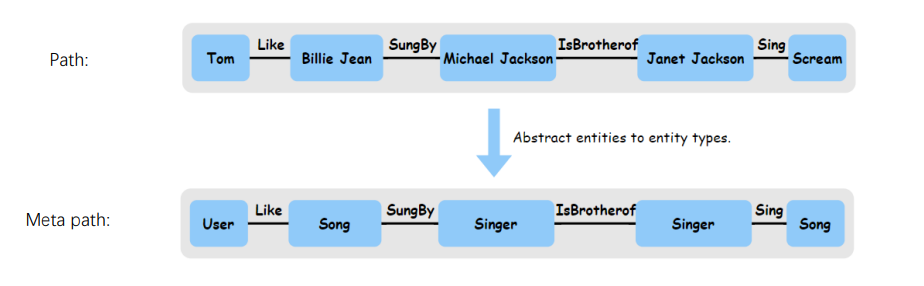 Path:
Tom Like Billie Jean SungBy Michael Jackson IsBrotherof Janet Jackson Sing Scream
Abstract entities to entity types.
Meta path:
User Like Song SungBy Singer IsBrotherof Singer Sing Song